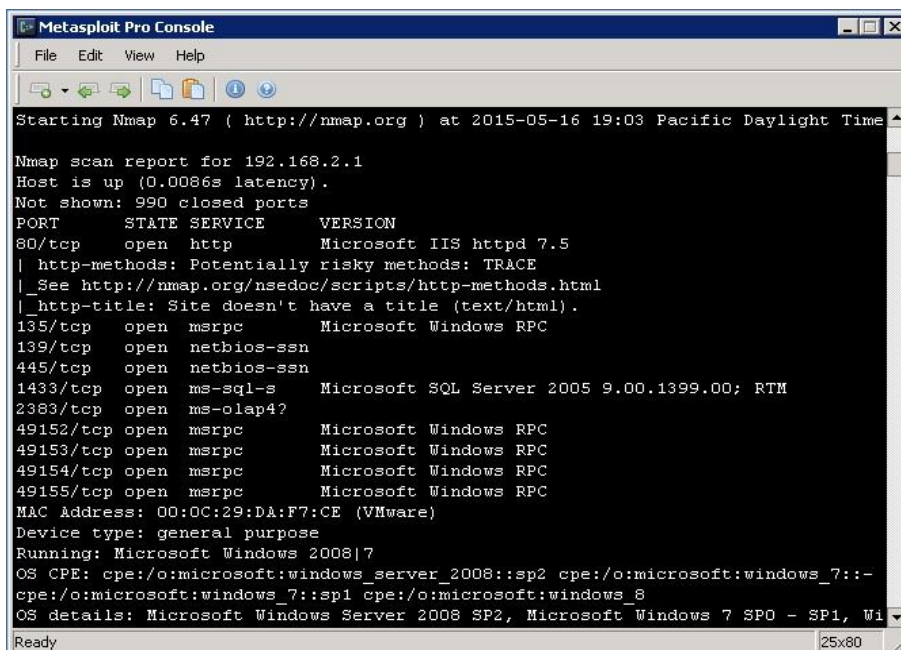 Metasploit Pro Console
File Edit View Help
Starting Nmap 6.47 ( http://nmap.org ) at 2015-05-16 19:03 Pacific Daylight Time
Nmap scan report for 192.168.2.1
Host is up (0.0086s latency).
Not shown: 990 closed ports
PORT STATE SERVICE VERSION
80/tcp open http Microsoft IIS httpd 7.5
| http-methods: Potentially risky methods: TRACE
|_See http://nmap.org/nsedoc/scripts/http-methods.html
|_http-title: Site doesn't have a title (text/html).
135/tcp open msrpc Microsoft Windows RPC
139/tcp open netbios-ssn
445/tcp open netbios-ssn
1433/tcp open ms-sql-s Microsoft SQL Server 2005 9.00.1399.00; RTM
2383/tcp open ms-olap4?
49152/tcp open msrpc Microsoft Windows RPC
49153/tcp open msrpc Microsoft Windows RPC
49154/tcp open msrpc Microsoft Windows RPC
49155/tcp open msrpc Microsoft Windows RPC
MAC Address: 00:0C:29:DA:F7:CE (VMware)
Device type: general purpose
Running: Microsoft Windows 2008|7
OS CPE: cpe:/o:microsoft:windows_server_2008::sp2 cpe:/o:microsoft:windows_7::-
cpe:/o:microsoft:windows_7::sp1 cpe:/o:microsoft:windows_8
OS details: Microsoft Windows Server 2008 SP2, Microsoft Windows 7 SP0 - SP1, Wi
Ready 25x80